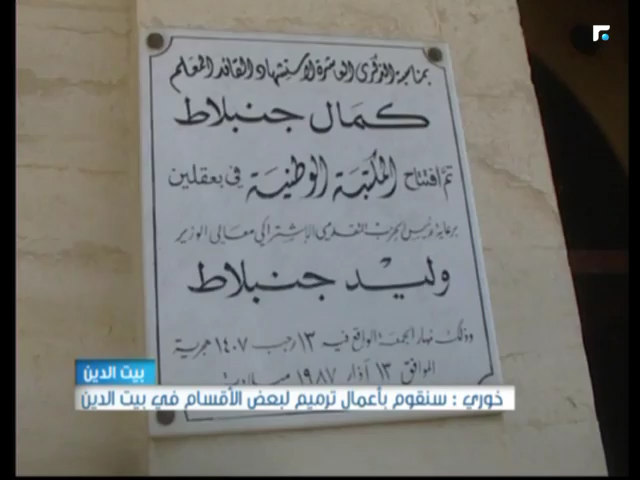 بمناسبة الذكرى العاشرة لاستشهاد القائد المعلم
كمال جنبلاط
تم افتتاح المكتبة الوطنية في بعقلين
برعاية رئيس الحزب التقدمي الإشتراكي معالي الوزير
وليد جنبلاط
وذلك نهار الجمعة الواقع فيه ١٣ رجب ١٤٠٧ هجرية
الموافق ١٣ آذار ١٩٨٧ ميلادية
بيت الدين
خوري : سنقوم بأعمال ترميم لبعض الأقسام في بيت الدين